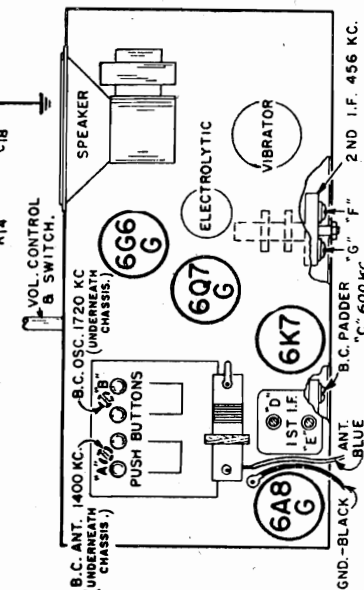 C18
R14
VOL. CONTROL
& SWITCH.
SPEAKER
ELECTROLYTIC
VIBRATOR
2ND I.F. 456 KC.
6G6
G
6Q7
G
6K7
"G" "F"
B.C. OSC. 1720 KC
(UNDERNEATH
CHASSIS.)
B.C. ANT. 1400 KC.
(UNDERNEATH
CHASSIS.)
"A"
"B"
PUSH BUTTONS
"D"
1ST I.F.
"E"
6A8
G
B.C. PADDER
"C" 600 KC.
ANT.
BLUE
GND.-BLACK